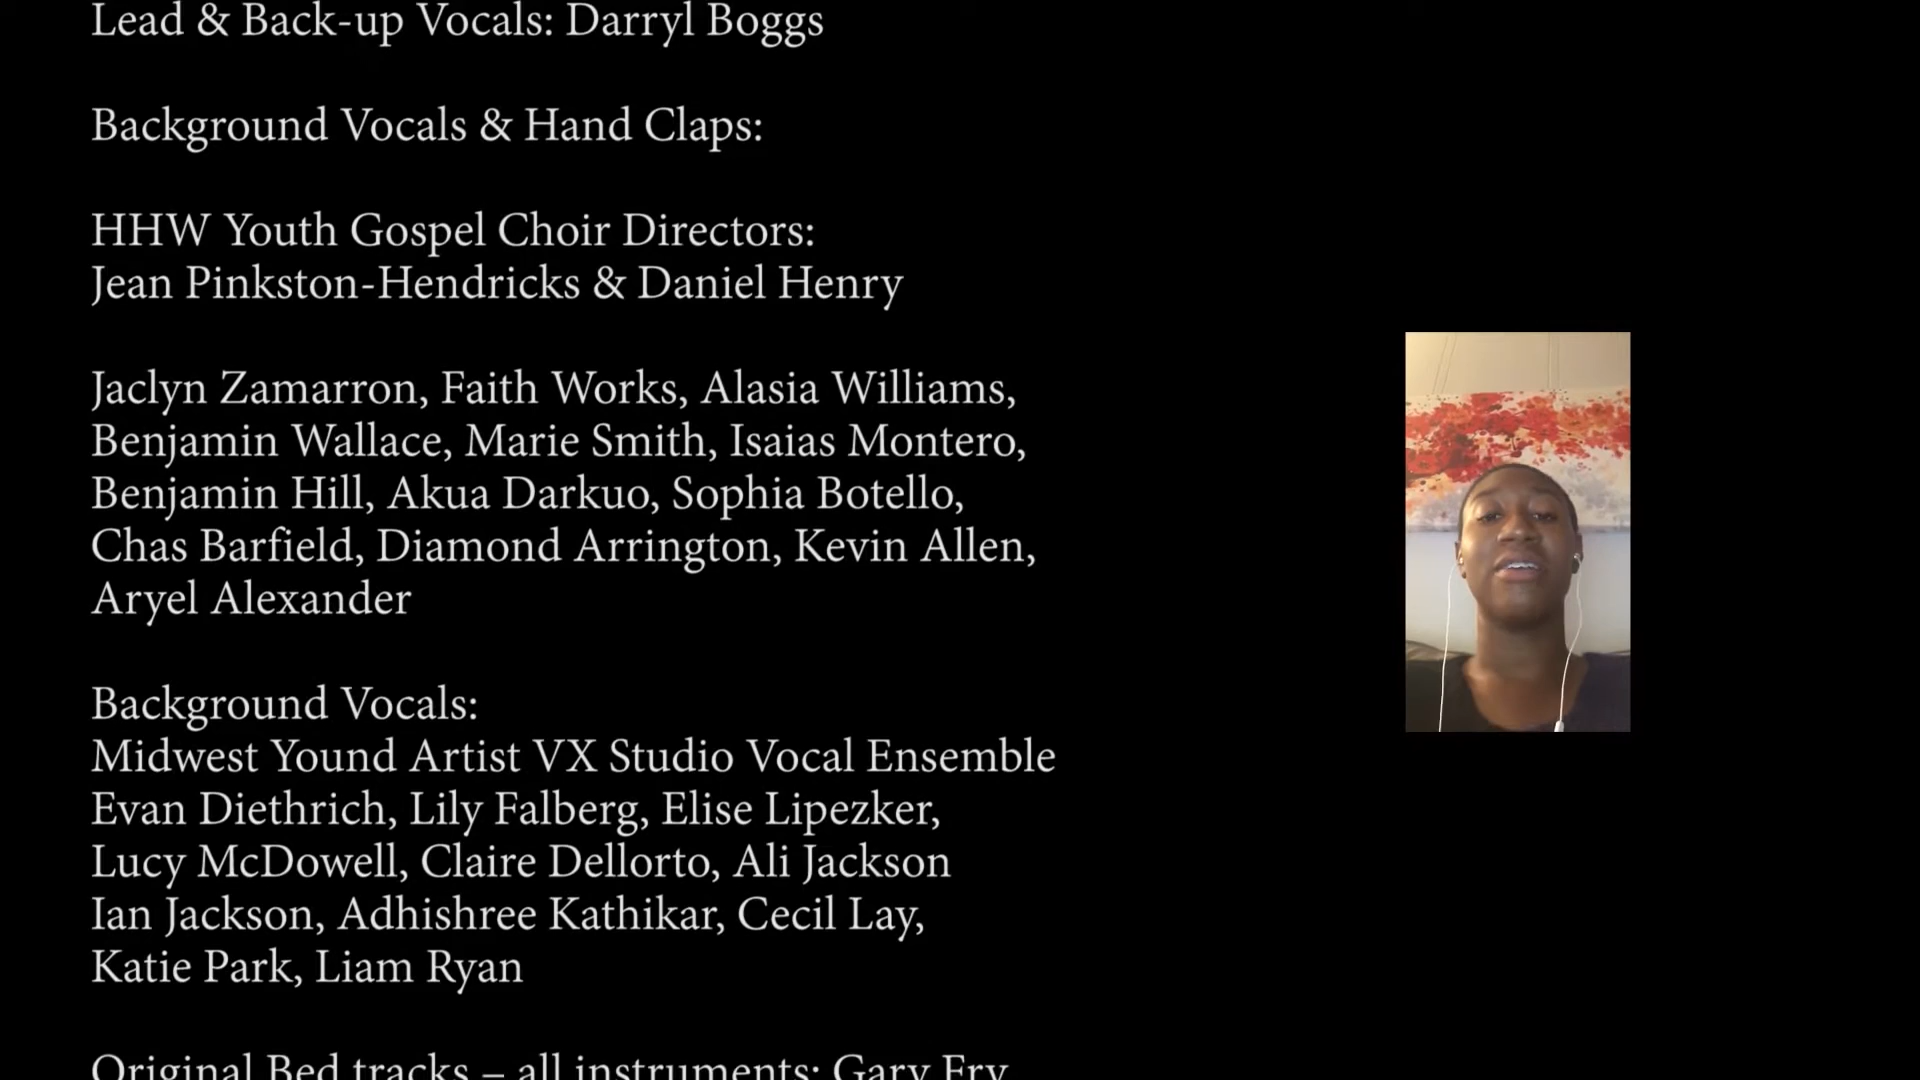 Lead & Back-up Vocals: Darryl Boggs
Background Vocals & Hand Claps:
HHW Youth Gospel Choir Directors:
Jean Pinkston-Hendricks & Daniel Henry
Jaclyn Zamarron, Faith Works, Alasia Williams,
Benjamin Wallace, Marie Smith, Isaias Montero,
Benjamin Hill, Akua Darkuo, Sophia Botello,
Chas Barfield, Diamond Arrington, Kevin Allen,
Aryel Alexander
Background Vocals:
Midwest Yound Artist VX Studio Vocal Ensemble
Evan Diethrich, Lily Falberg, Elise Lipezker,
Lucy McDowell, Claire Dellorto, Ali Jackson
Ian Jackson, Adhishree Kathikar, Cecil Lay,
Katie Park, Liam Ryan
Original Bed tracks – all instruments: Gary Fry